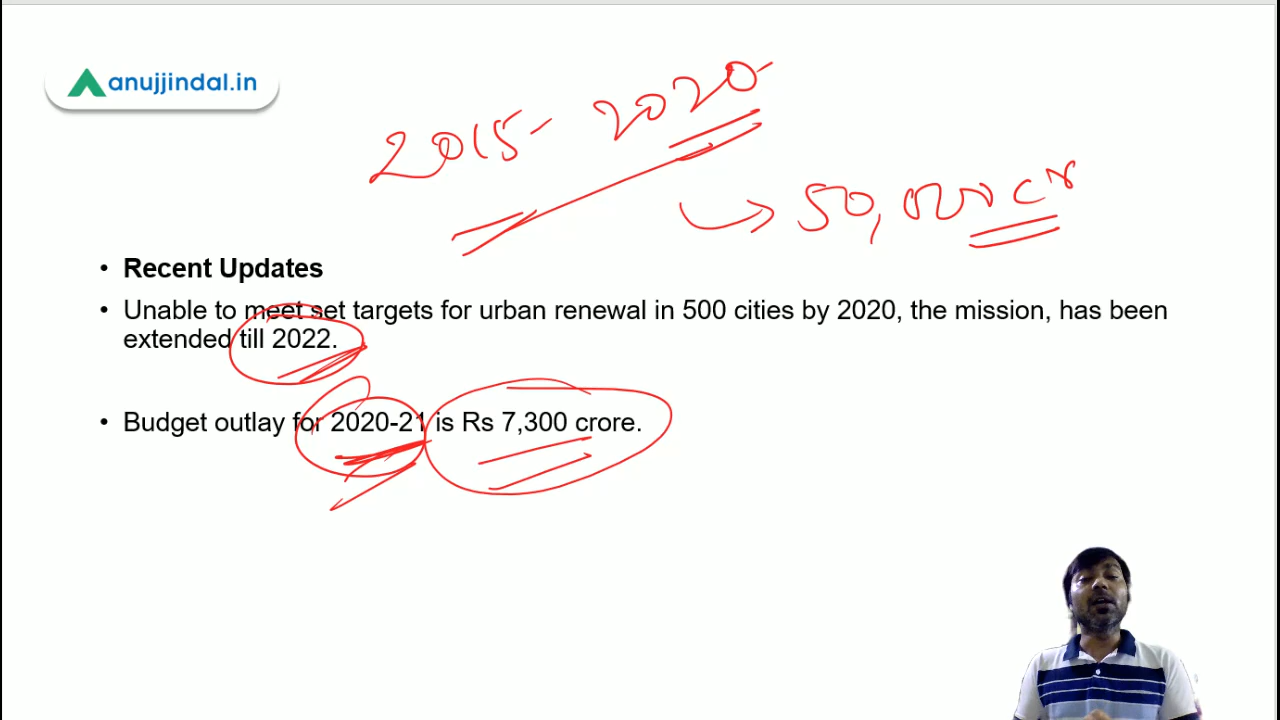 anujjindal.in
2015-2020
50,000 cr
• Recent Updates
• Unable to meet set targets for urban renewal in 500 cities by 2020, the mission, has been
extended till 2022.
• Budget outlay for 2020-21 is Rs 7,300 crore.